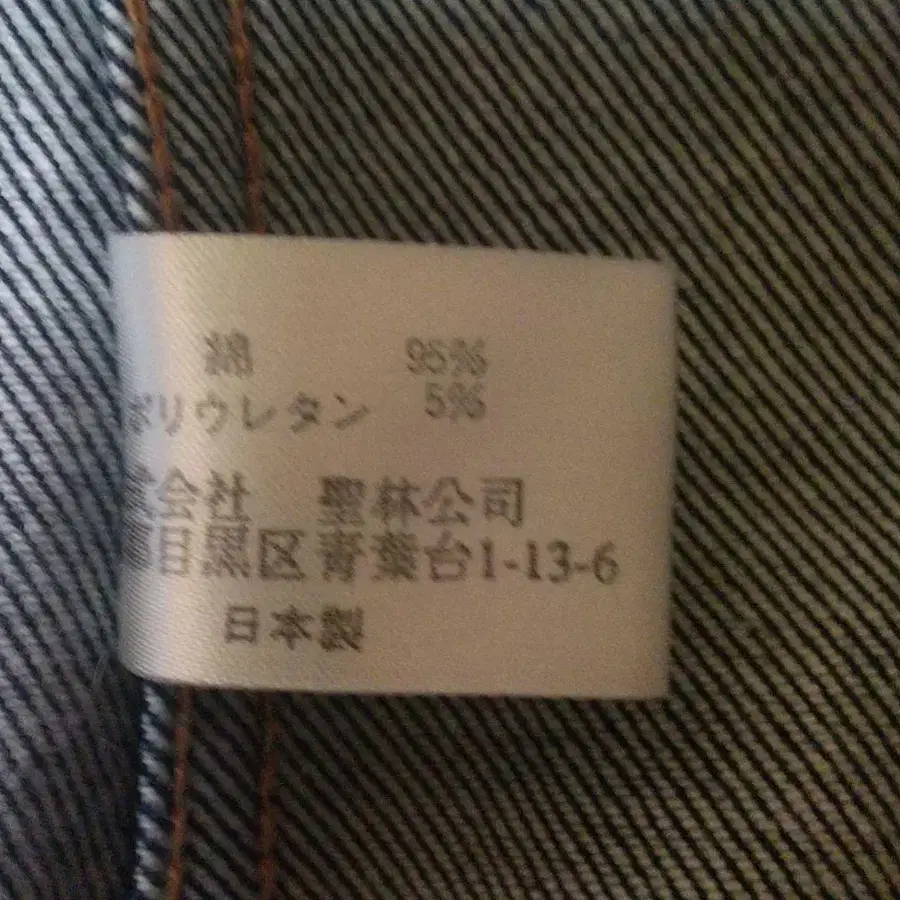 綿 95%
ポリウレタン 5%
式会社 聖林公司
目黒区青葉台1-13-6
日本製